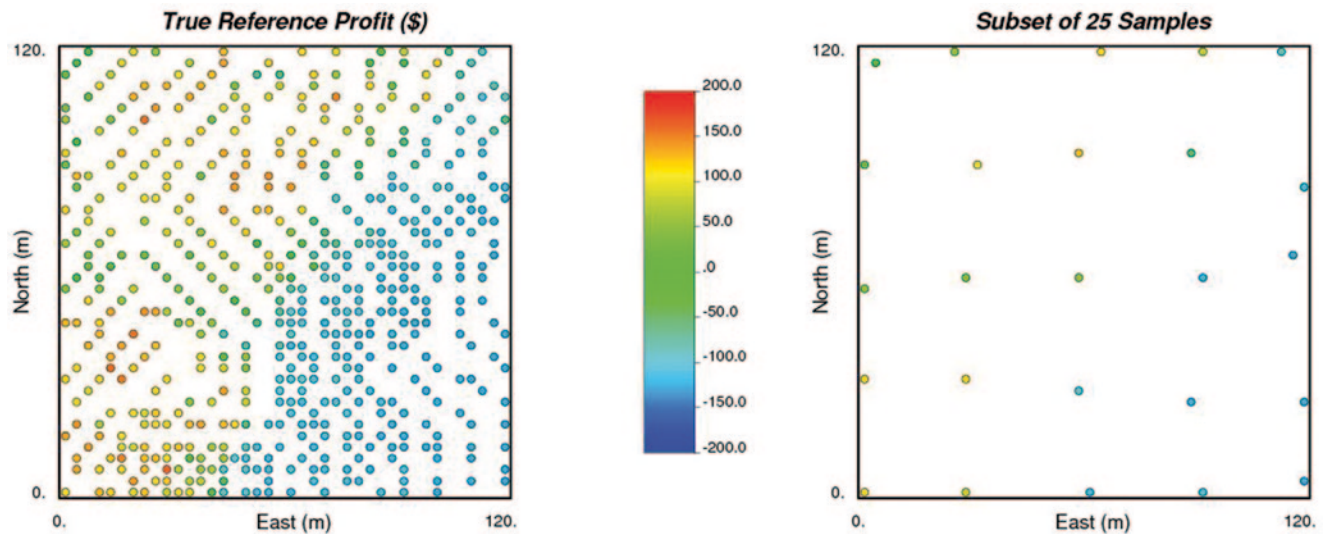 True Reference Profit ($)
120.
North (m)
0.
0.
East (m)
120.
200.0
150.0
100.0
50.0
.0
-50.0
-100.0
-150.0
-200.0
Subset of 25 Samples
120.
North (m)
0.
0.
East (m)
120.